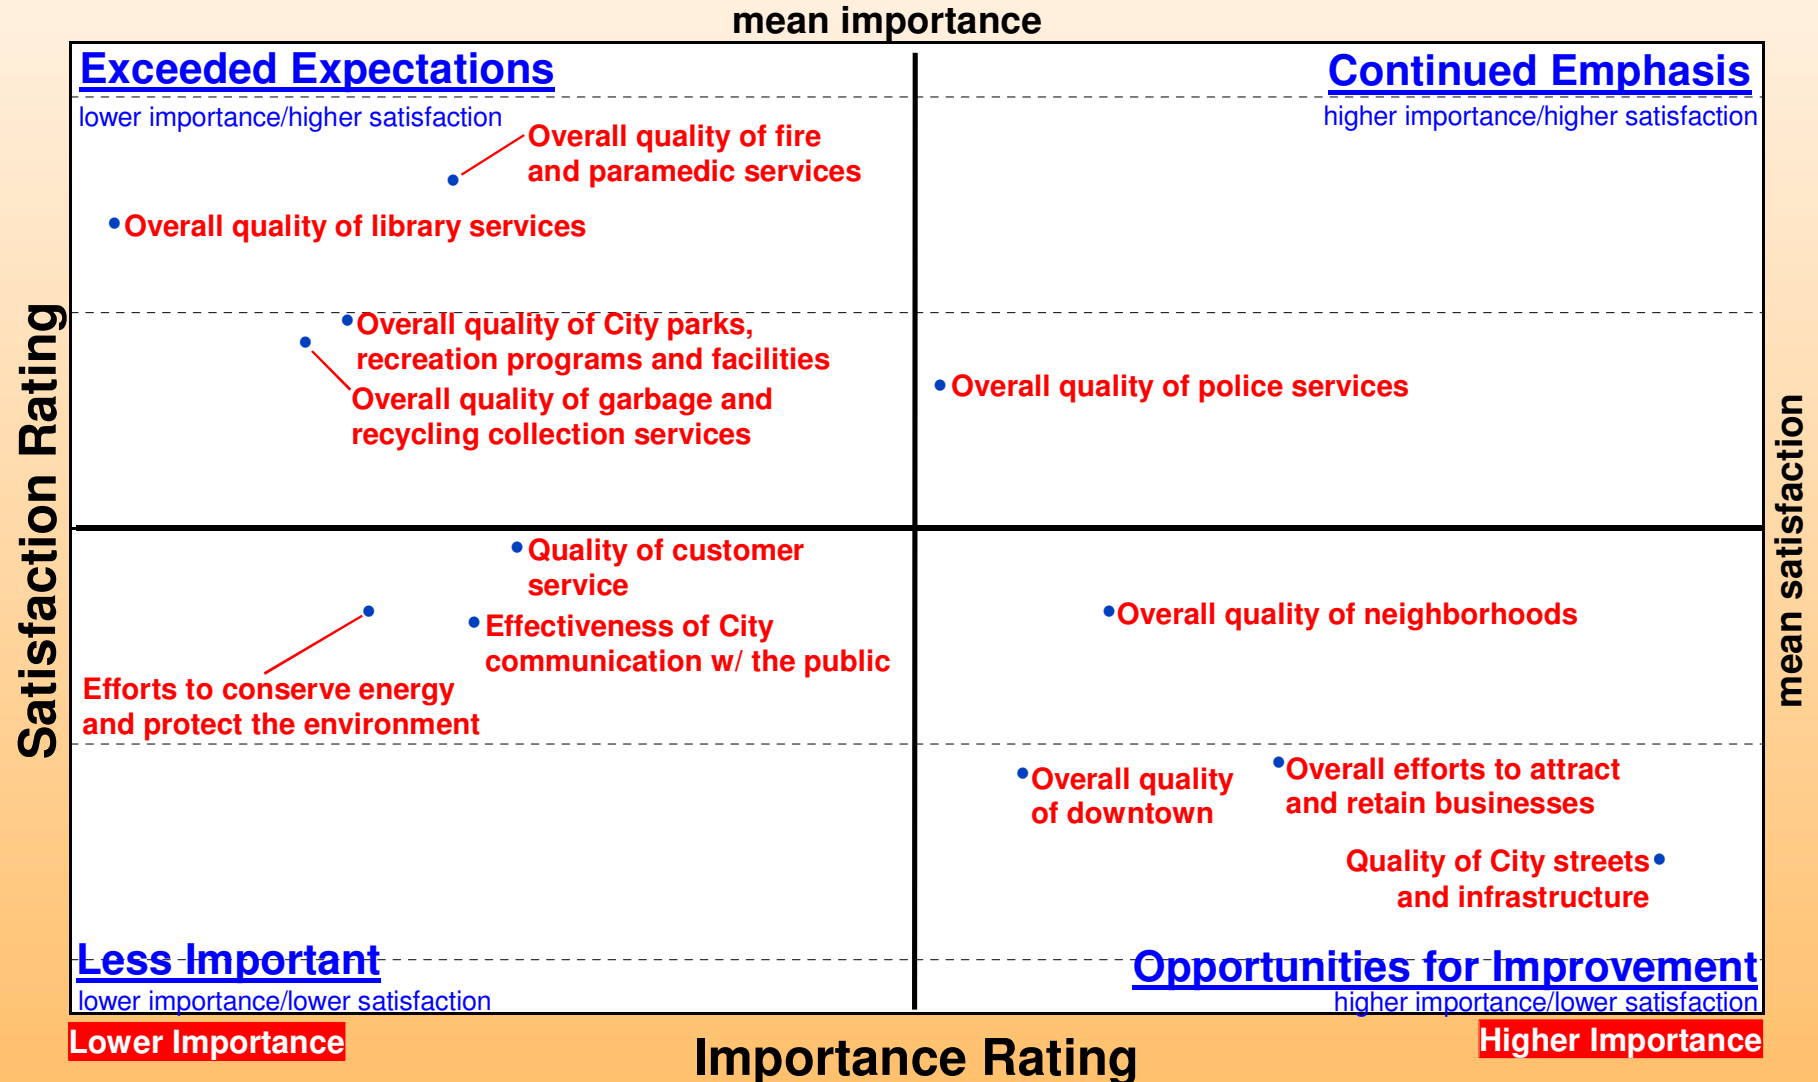 mean importance
Exceeded Expectations
lower importance/higher satisfaction
Continued Emphasis
higher importance/higher satisfaction
Overall quality of fire
and paramedic services
Overall quality of library services
Overall quality of City parks,
recreation programs and facilities
Overall quality of garbage and
recycling collection services
Overall quality of police services
Satisfaction Rating
mean satisfaction
Quality of customer
service
Effectiveness of City
communication w/ the public
Efforts to conserve energy
and protect the environment
Overall quality of neighborhoods
Overall quality
of downtown
Overall efforts to attract
and retain businesses
Quality of City streets
and infrastructure
Less Important
lower importance/lower satisfaction
Opportunities for Improvement
higher importance/lower satisfaction
Lower Importance
Importance Rating
Higher Importance